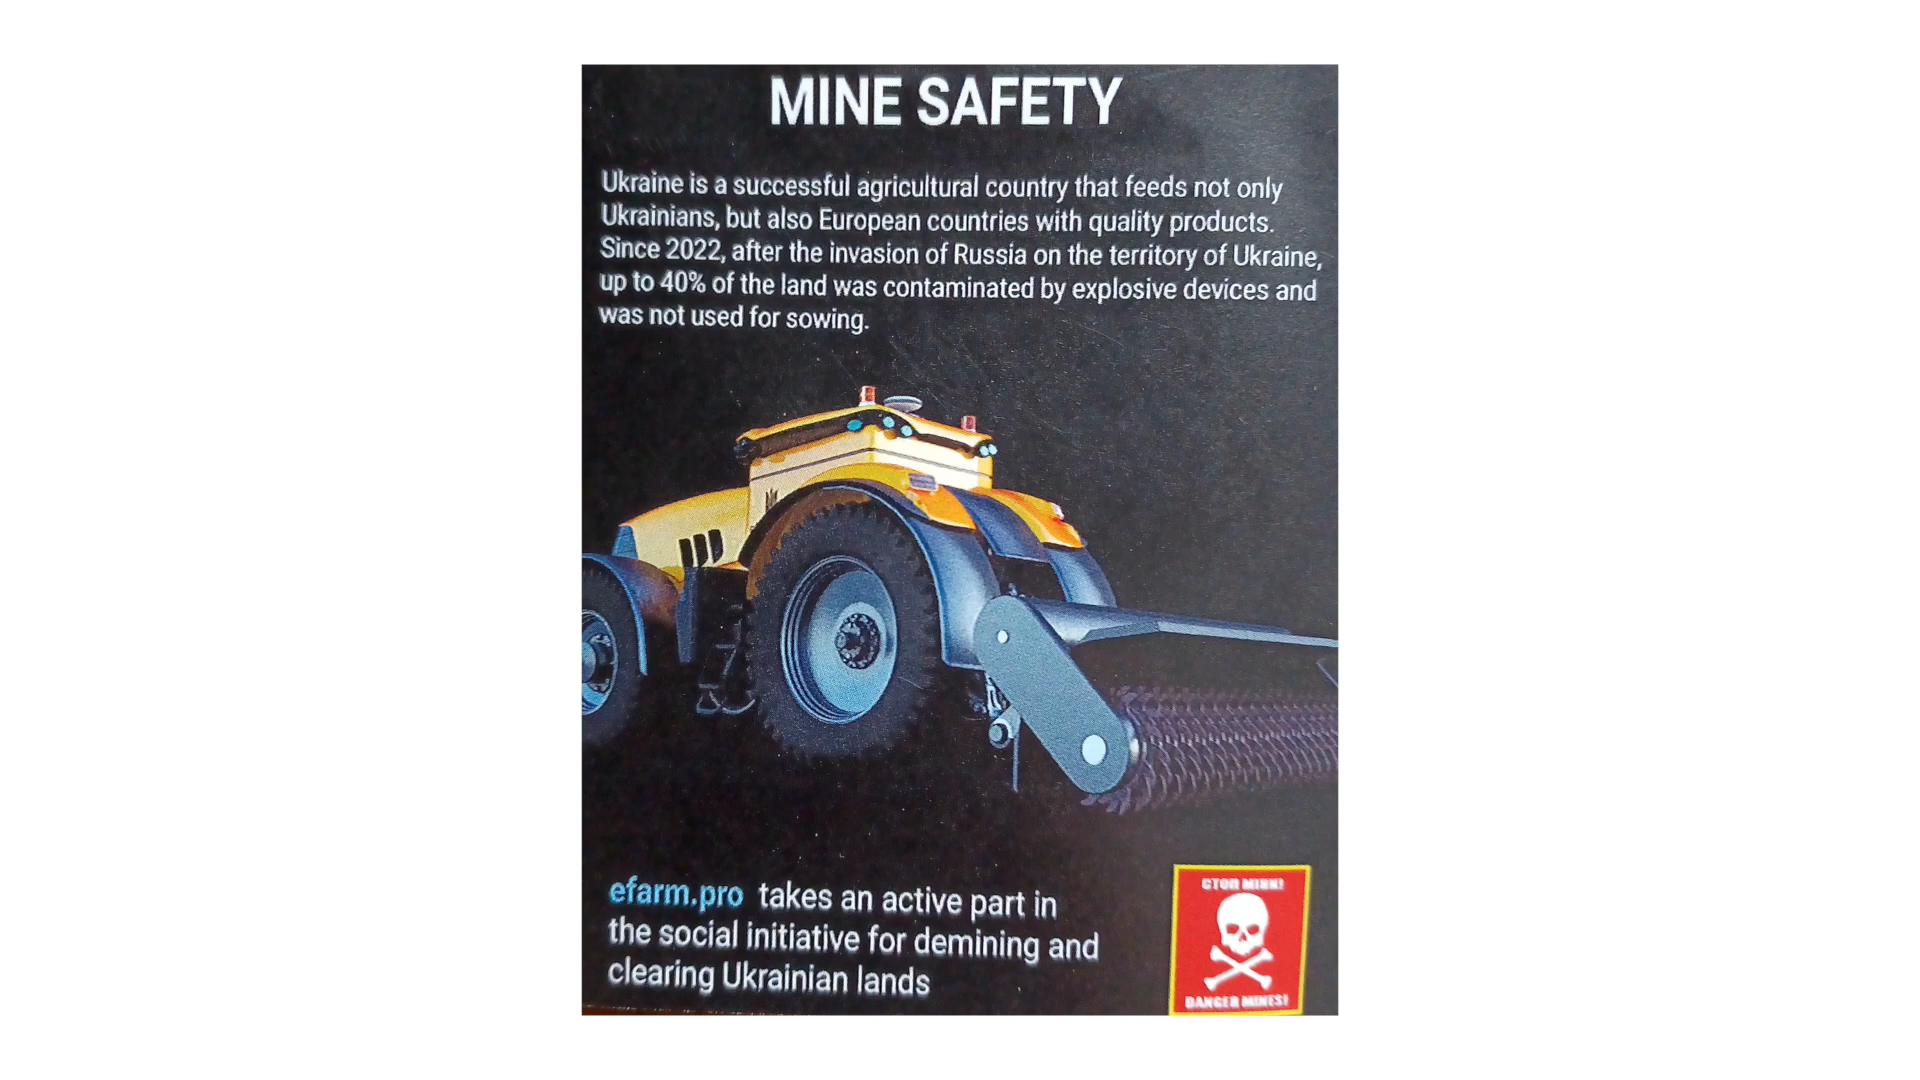 MINE SAFETY
Ukraine is a successful agricultural country that feeds not only
Ukrainians, but also European countries with quality products.
Since 2022, after the invasion of Russia on the territory of Ukraine,
up to 40% of the land was contaminated by explosive devices and
was not used for sowing.
efarm.pro takes an active part in
the social initiative for demining and
clearing Ukrainian lands
СТОП МІНИ!
DANGER MINES!